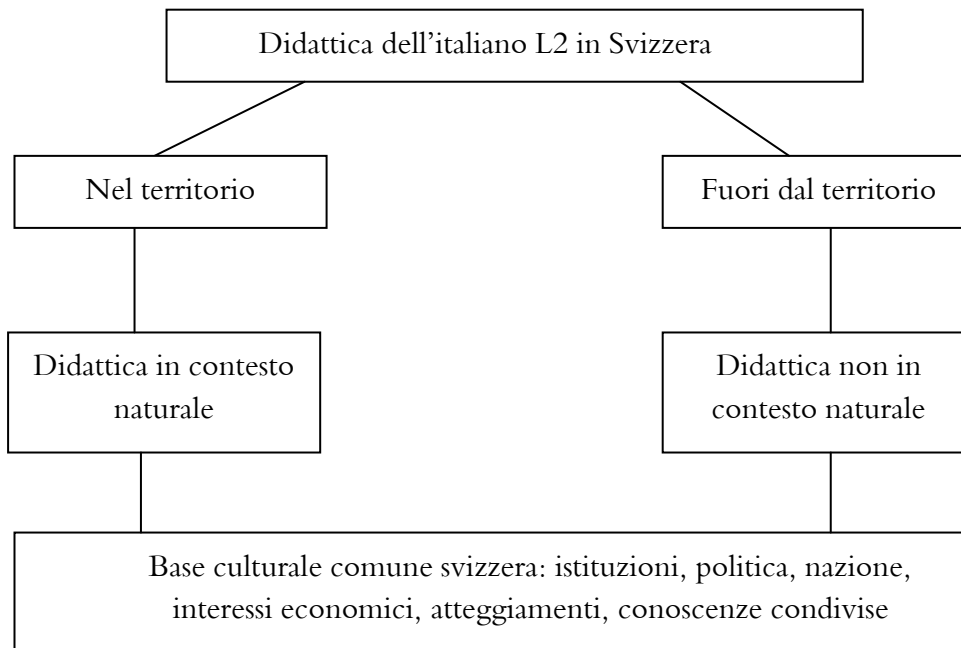 Didattica dell’italiano L2 in Svizzera
Nel territorio
Fuori dal territorio
Didattica in contesto
naturale
Didattica non in
contesto naturale
Base culturale comune svizzera: istituzioni, politica, nazione,
interessi economici, atteggiamenti, conoscenze condivise